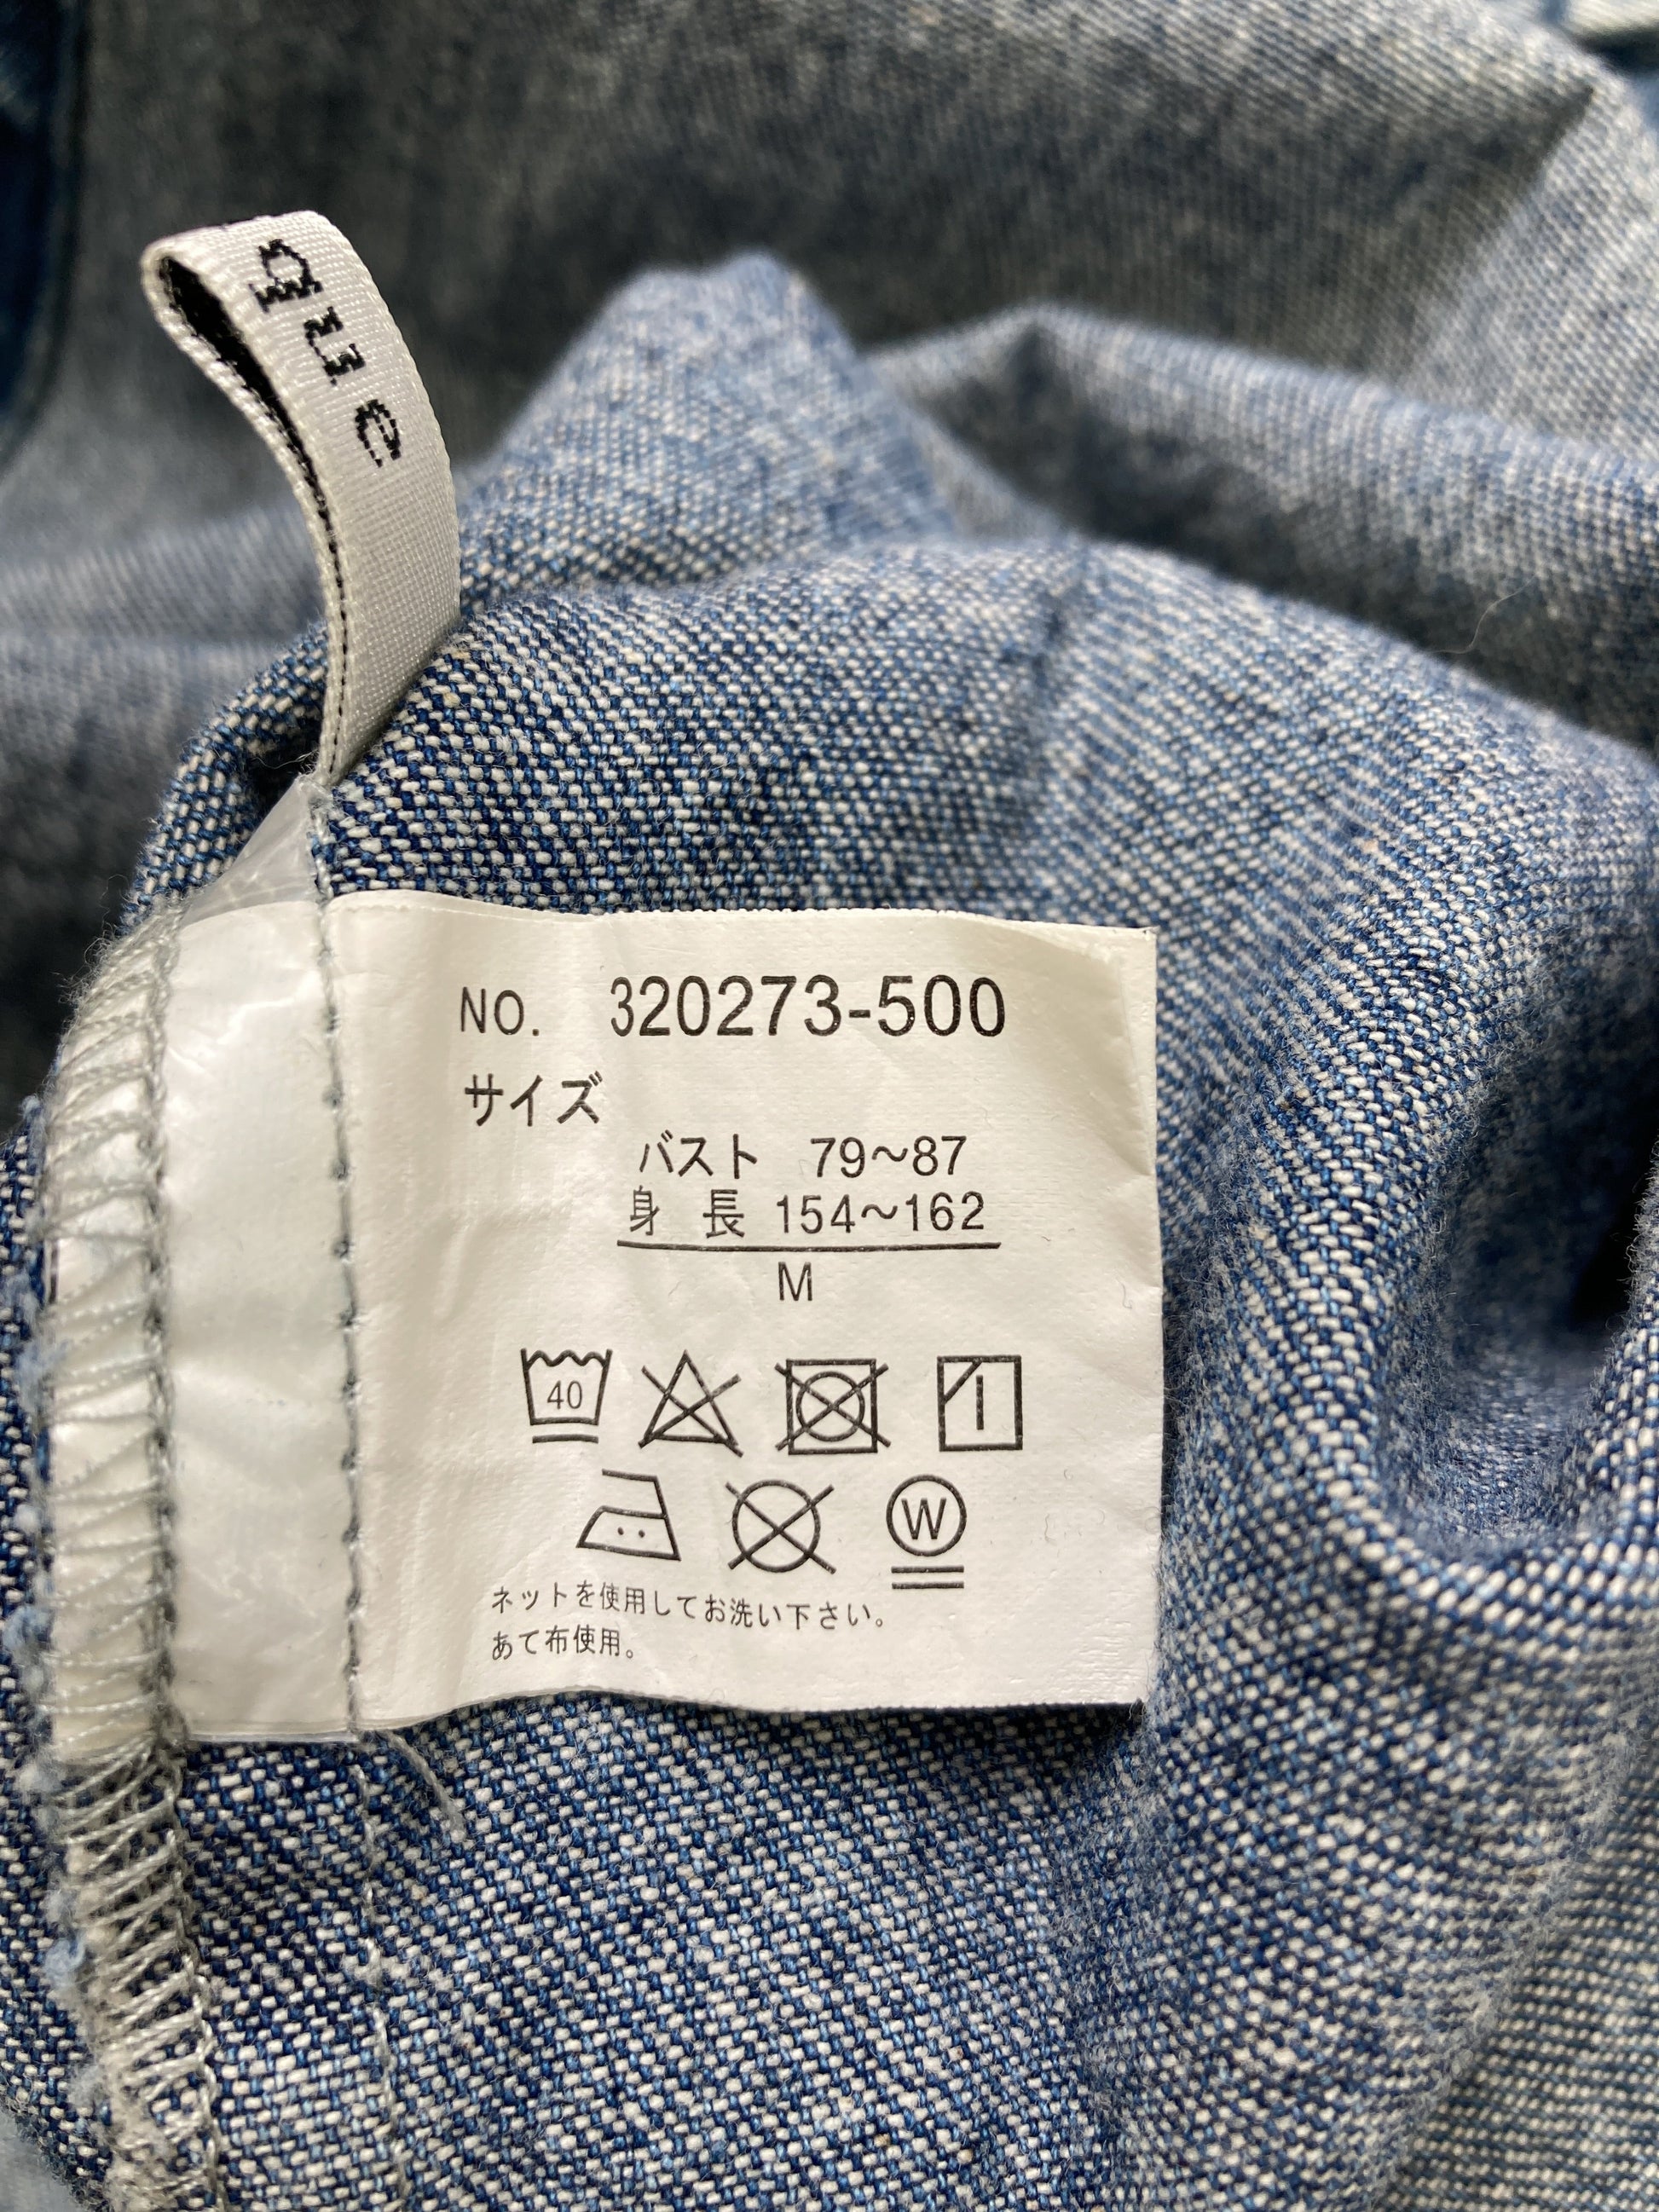 que
NO. 320273-500
サイズ
バスト 79〜87
身 長 154〜162
M
40
W
ネットを使用してお洗い下さい。
あて布使用。